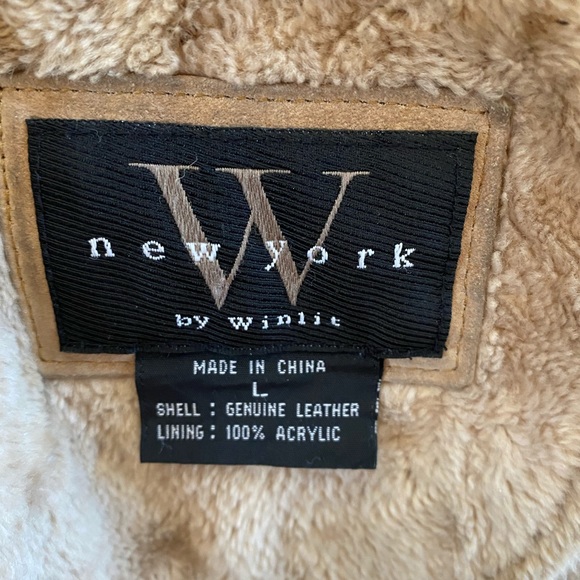 W
new york
by Winlit
MADE IN CHINA
L
SHELL : GENUINE LEATHER
LINING : 100% ACRYLIC